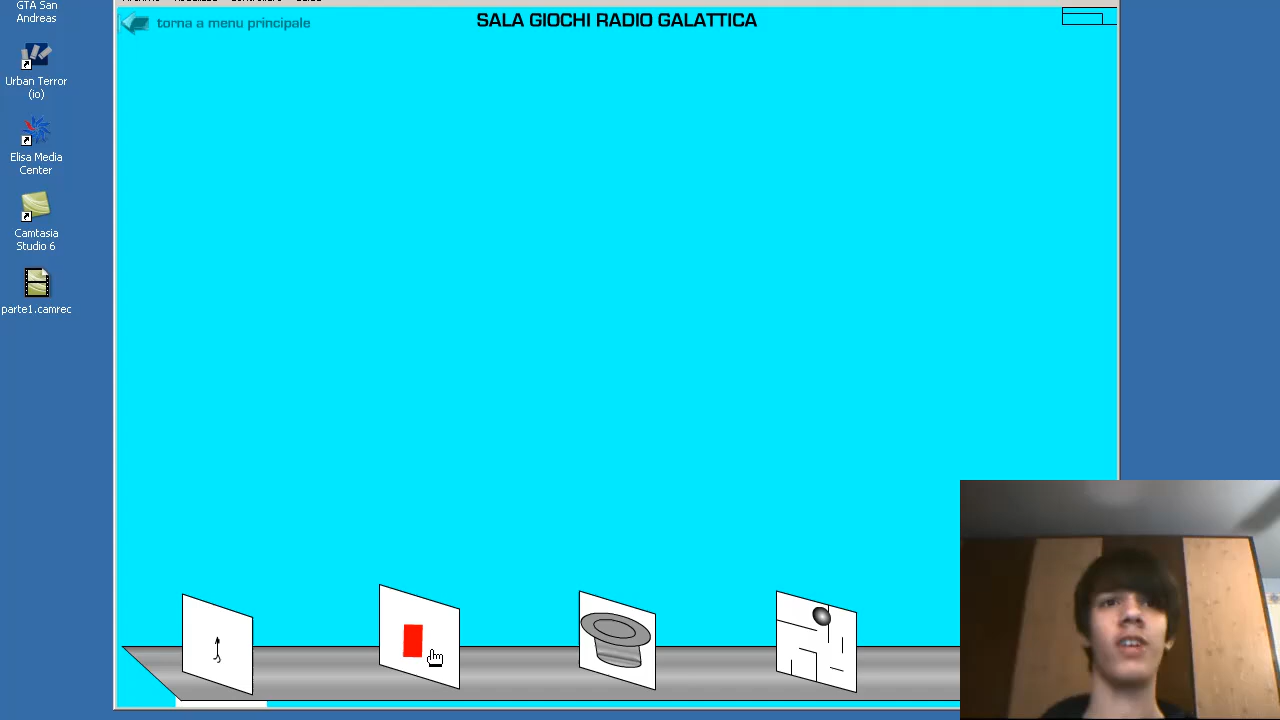 GTA San
Andreas
torna a menu principale
SALA GIOCHI RADIO GALATTICA
Urban Terror
(io)
Elisa Media
Center
Camtasia
Studio 6
parte1.camrec